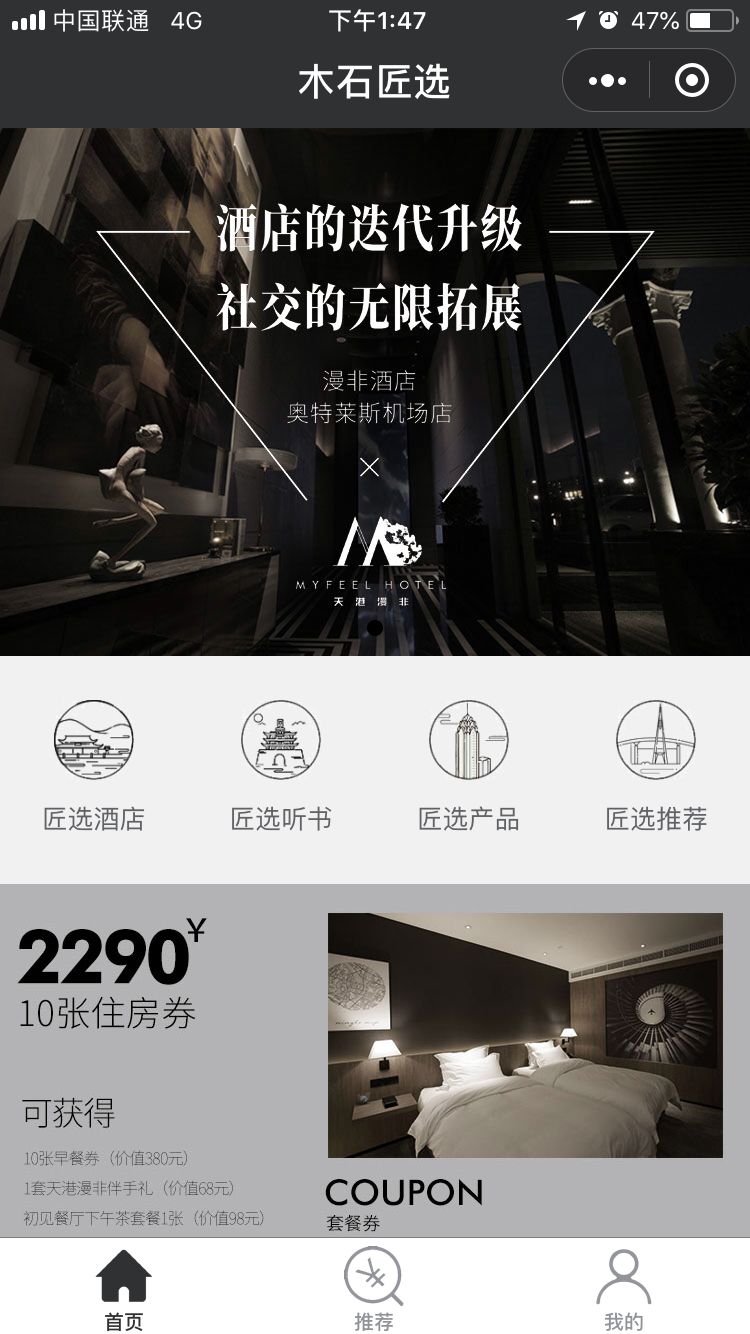 中国联通 4G 下午1:47 47%
木石匠选
酒店的迭代升级
社交的无限拓展
漫非酒店
奥特莱斯机场店
×
MYFEEL HOTEL
天港漫非
匠选酒店 匠选听书 匠选产品 匠选推荐
2290¥
10张住房券
可获得
10张早餐券（价值380元）
1套天港漫非伴手礼（价值68元）
初见餐厅下午茶套餐1张（价值98元）
COUPON
套餐券
首页 推荐 我的